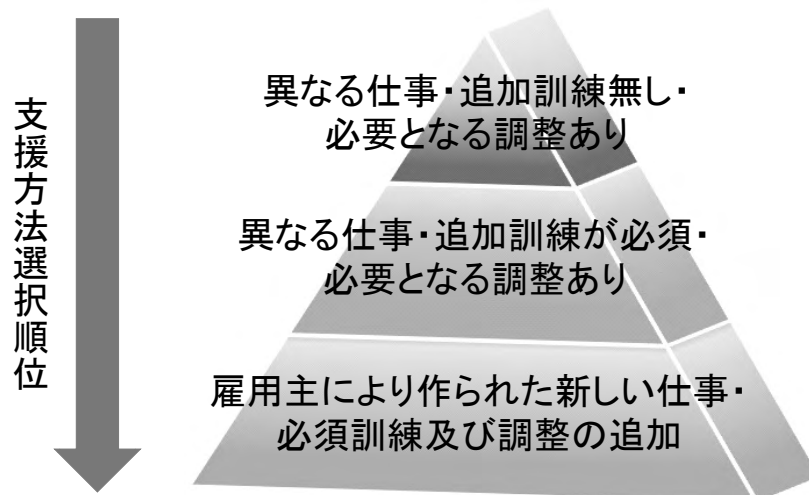 支援方法選択順位
異なる仕事・追加訓練無し・
必要となる調整あり
異なる仕事・追加訓練が必須・
必要となる調整あり
雇用主により作られた新しい仕事・
必須訓練及び調整の追加